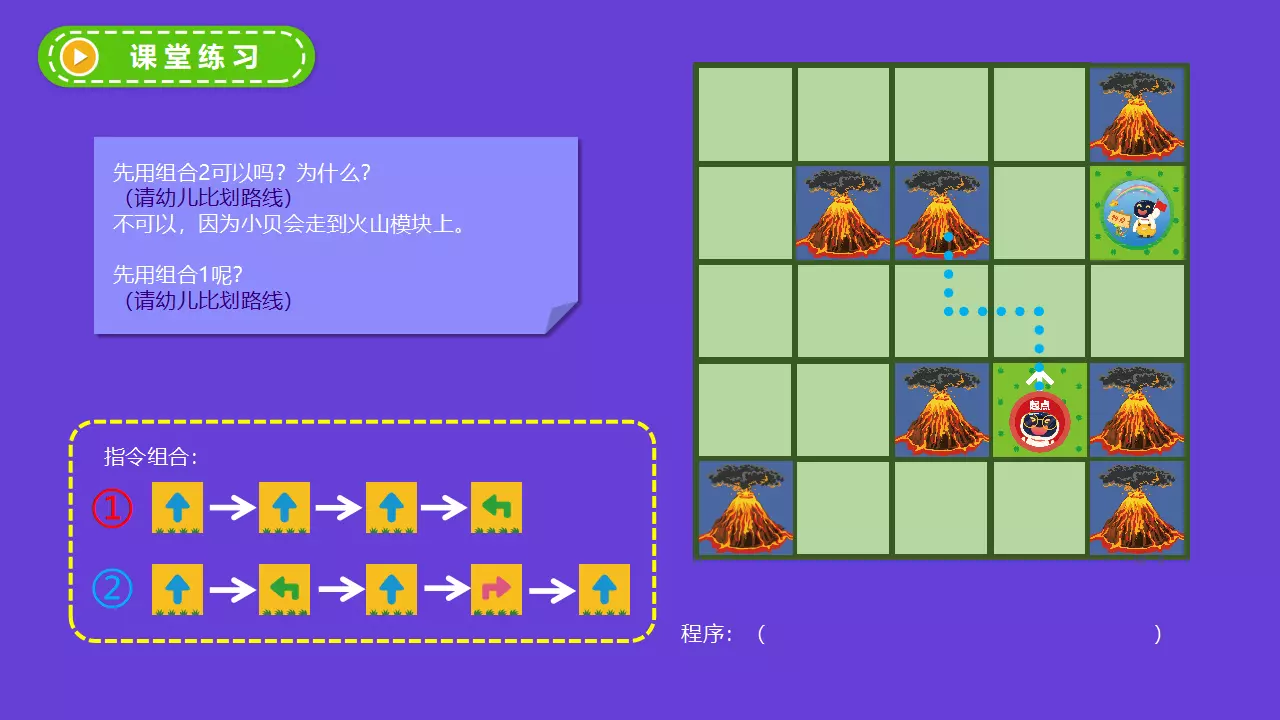 课堂练习
先用组合2可以吗？为什么？
（请幼儿比划路线）
不可以，因为小贝会走到火山模块上。
先用组合1呢？
（请幼儿比划路线）
起点
指令组合：
①
②
程序：（ ）